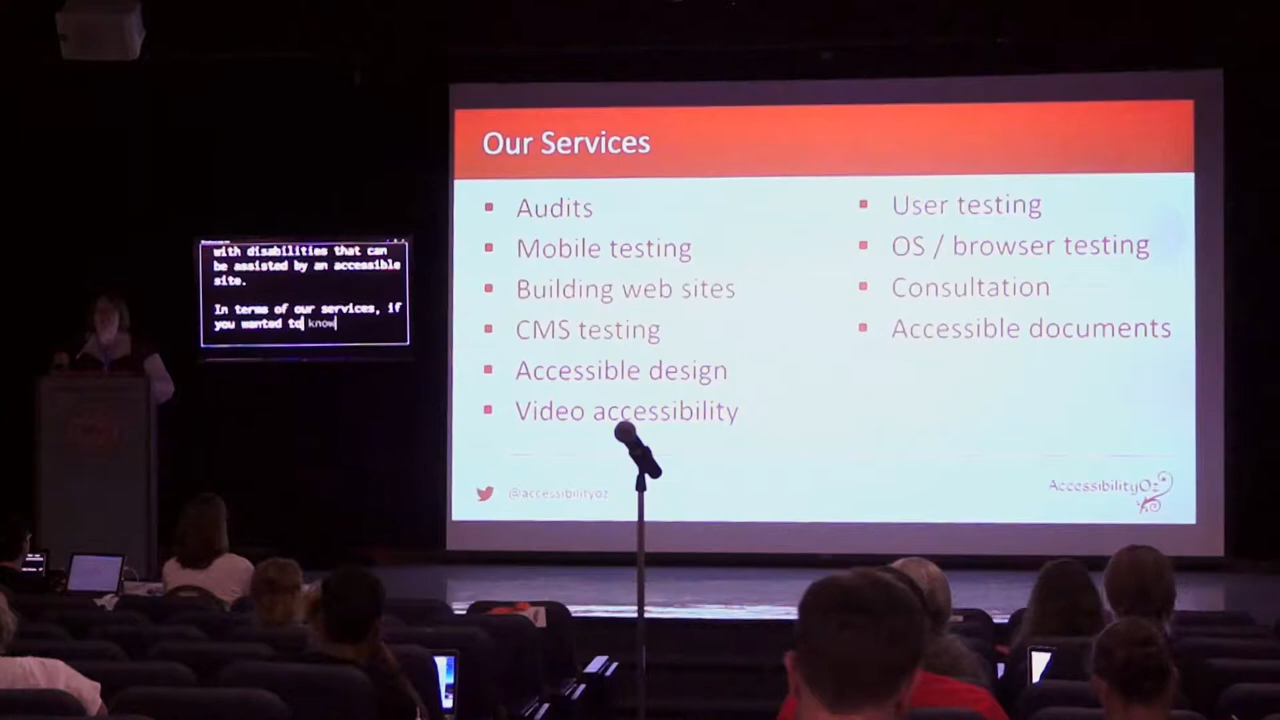 Our Services
Audits
Mobile testing
Building web sites
CMS testing
Accessible design
Video accessibility
User testing
OS / browser testing
Consultation
Accessible documents
@accessibilityoz
AccessibilityOz
with disabilities that can
be assisted by an accessible
site.
In terms of our services, if
you wanted to know